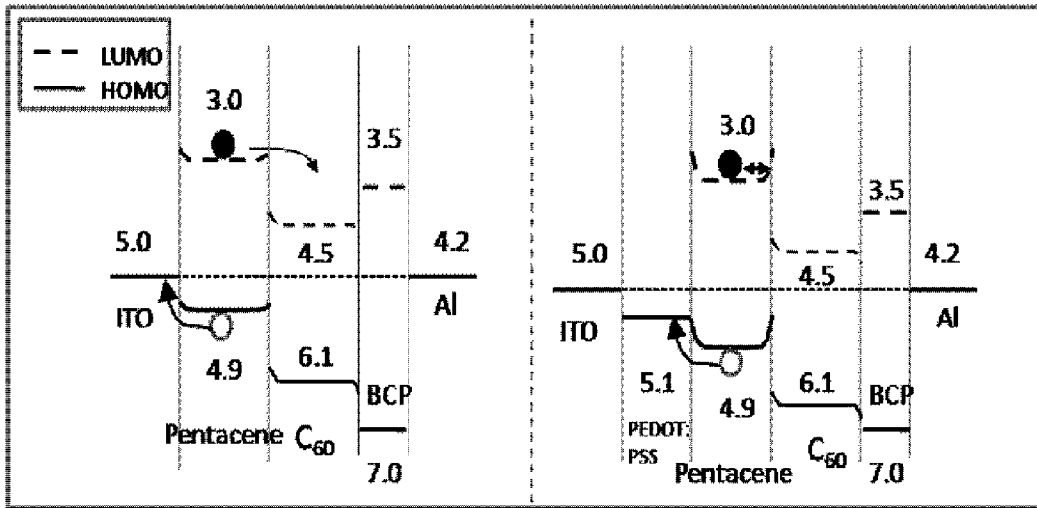 LUMO
HOMO
3.0
3.5
5.0
4.5
4.2
ITO
Al
4.9
6.1
BCP
Pentacene
C60
7.0
3.0
3.5
5.0
4.5
4.2
ITO
Al
5.1
4.9
6.1
BCP
PEDOT:
PSS
C60
Pentacene
7.0